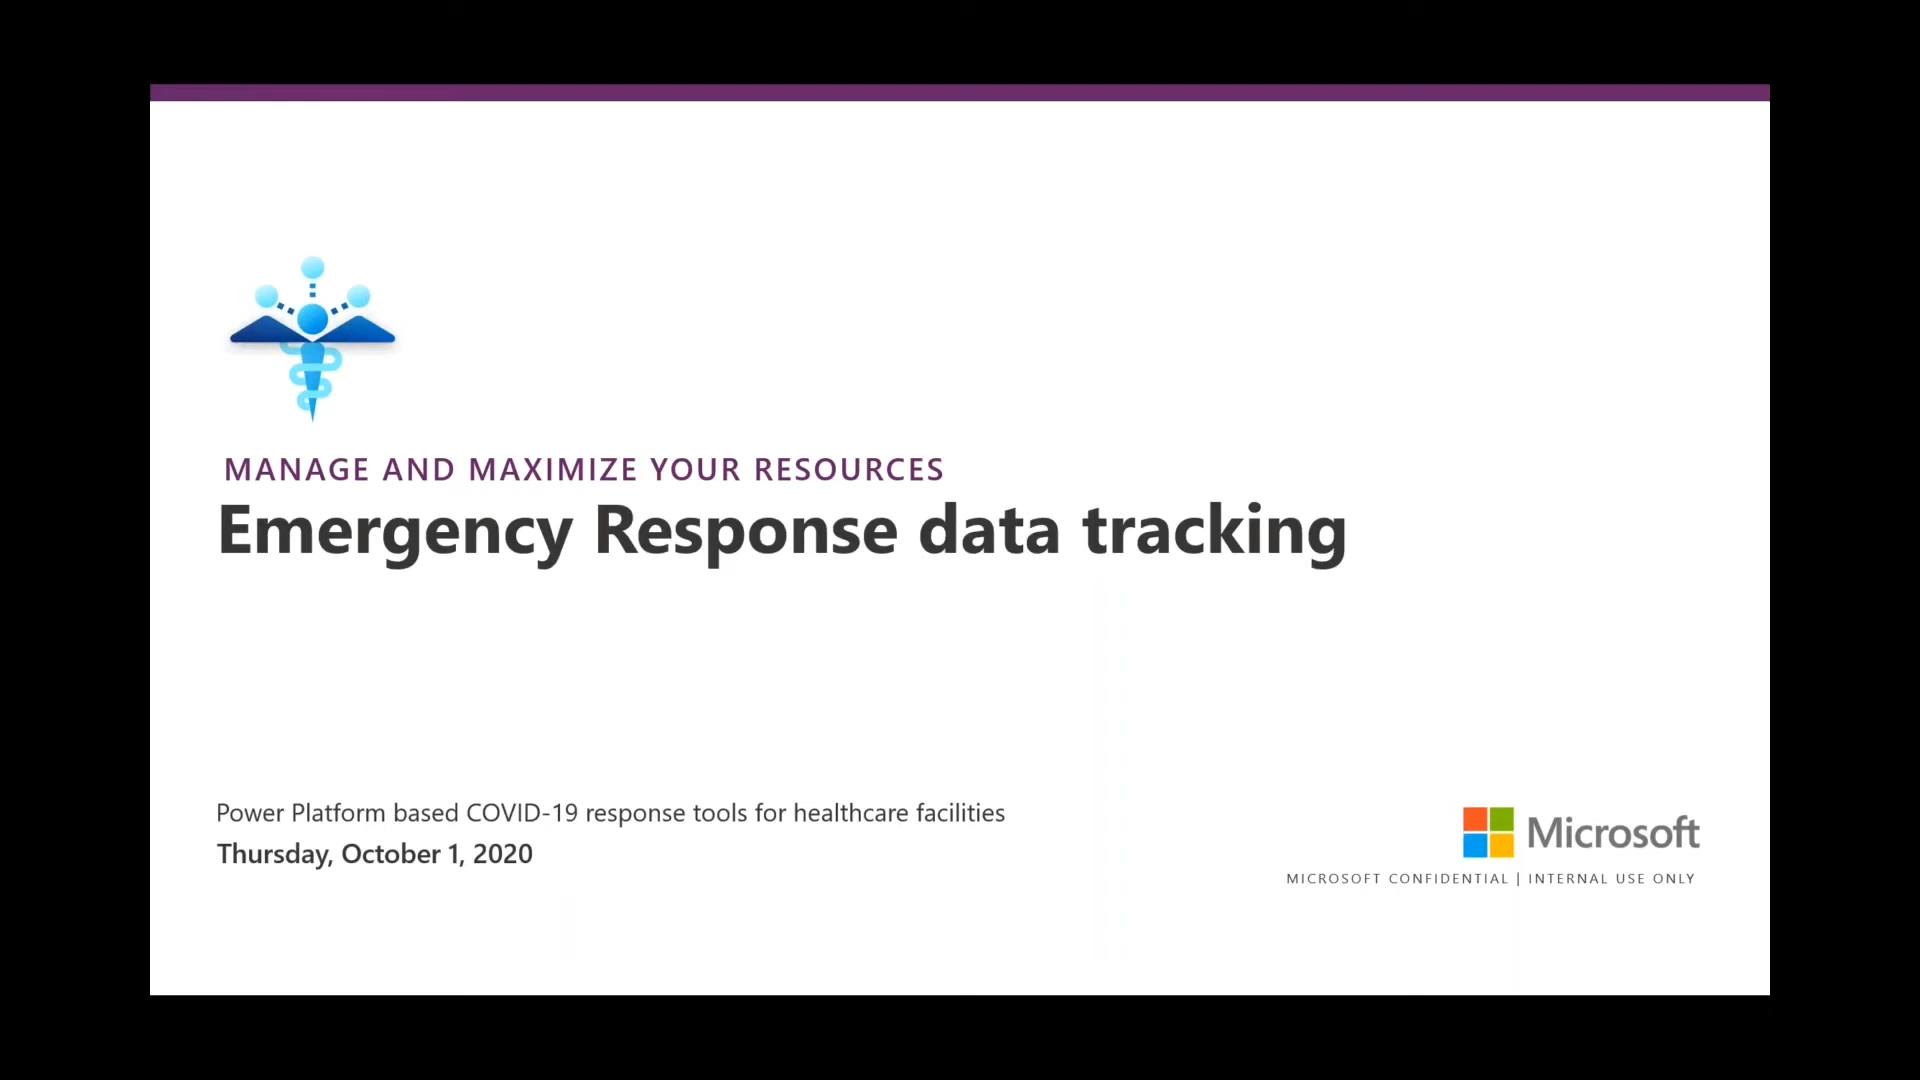 MANAGE AND MAXIMIZE YOUR RESOURCES
Emergency Response data tracking
Power Platform based COVID-19 response tools for healthcare facilities
Thursday, October 1, 2020
Microsoft
MICROSOFT CONFIDENTIAL | INTERNAL USE ONLY